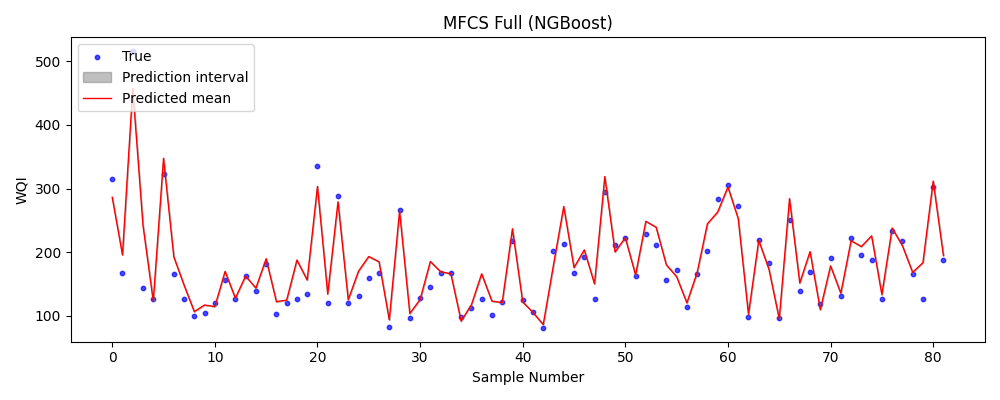 MFCS Full (NGBoost)
True
Prediction interval
Predicted mean
WQI
500
400
300
200
100
0 10 20 30 40 50 60 70 80
Sample Number